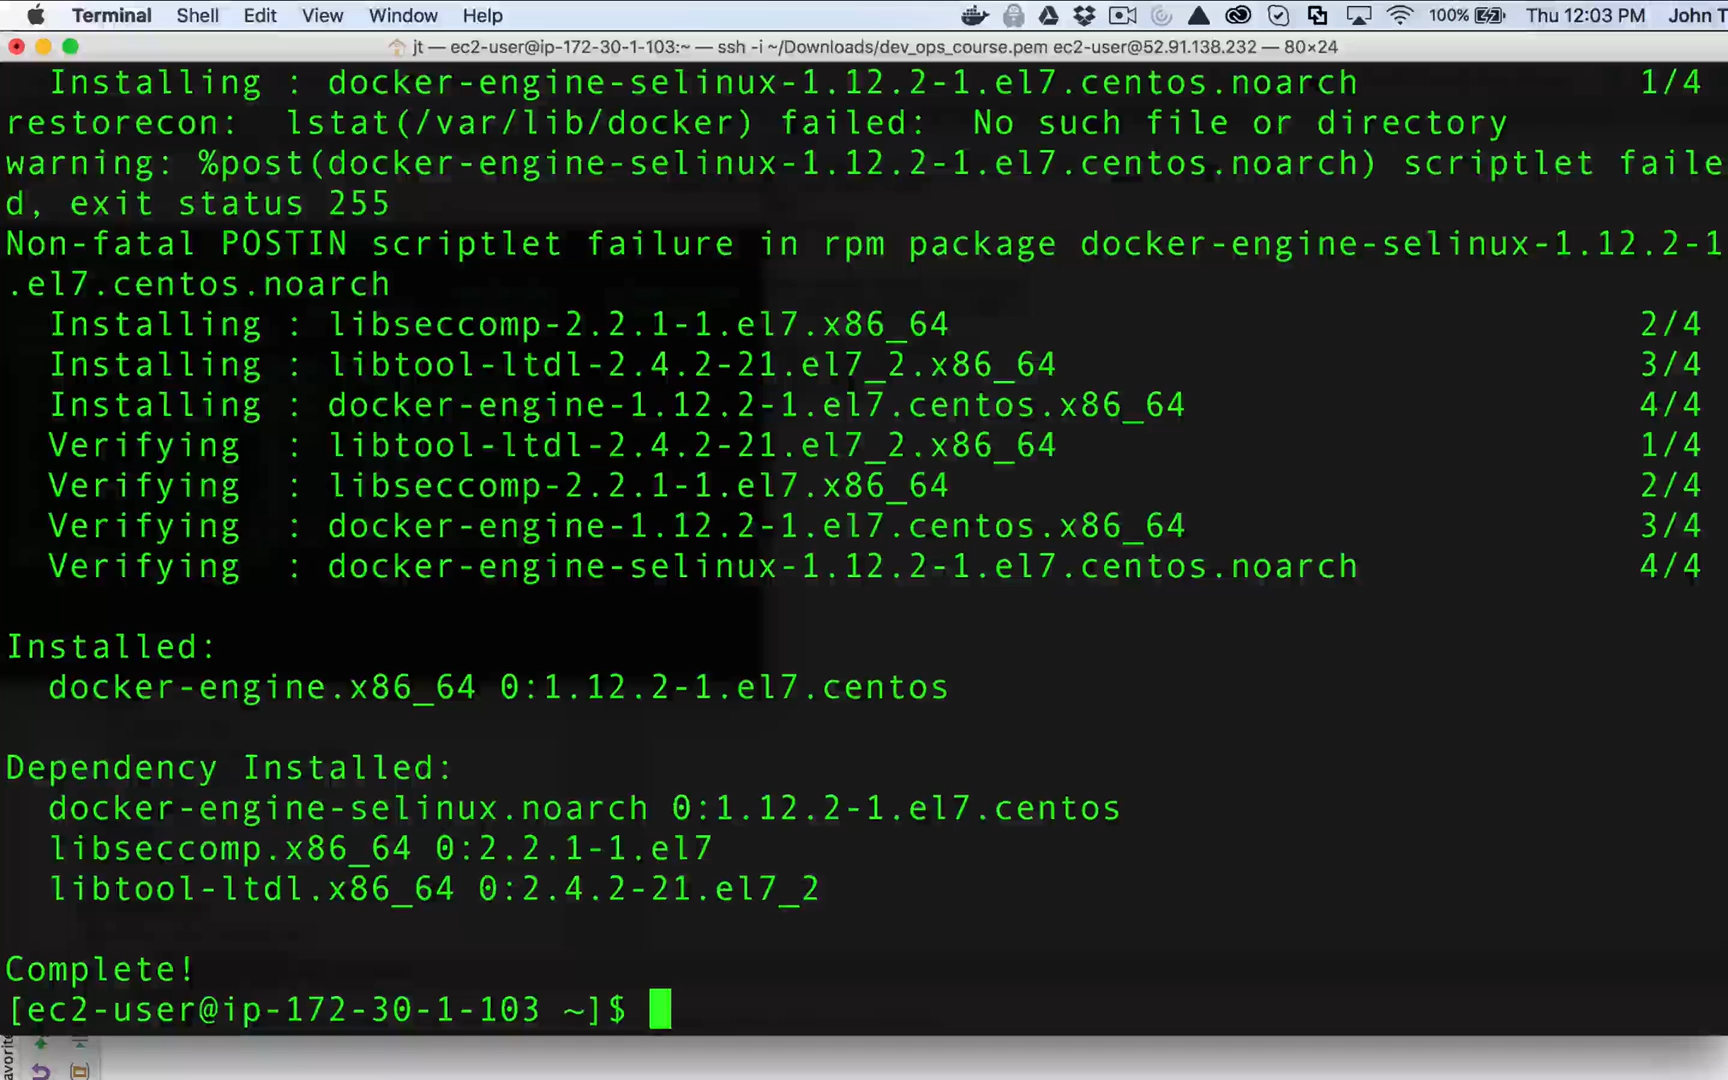 Terminal Shell Edit View Window Help 100% Thu 12:03 PM John T
jt — ec2-user@ip-172-30-1-103:~ — ssh -i ~/Downloads/dev_ops_course.pem ec2-user@52.91.138.232 — 80×24
Installing : docker-engine-selinux-1.12.2-1.el7.centos.noarch 1/4
restorecon: lstat(/var/lib/docker) failed: No such file or directory
warning: %post(docker-engine-selinux-1.12.2-1.el7.centos.noarch) scriptlet faile
d, exit status 255
Non-fatal POSTIN scriptlet failure in rpm package docker-engine-selinux-1.12.2-1
.el7.centos.noarch
Installing : libseccomp-2.2.1-1.el7.x86_64 2/4
Installing : libtool-ltdl-2.4.2-21.el7_2.x86_64 3/4
Installing : docker-engine-1.12.2-1.el7.centos.x86_64 4/4
Verifying : libtool-ltdl-2.4.2-21.el7_2.x86_64 1/4
Verifying : libseccomp-2.2.1-1.el7.x86_64 2/4
Verifying : docker-engine-1.12.2-1.el7.centos.x86_64 3/4
Verifying : docker-engine-selinux-1.12.2-1.el7.centos.noarch 4/4
Installed:
docker-engine.x86_64 0:1.12.2-1.el7.centos
Dependency Installed:
docker-engine-selinux.noarch 0:1.12.2-1.el7.centos
libseccomp.x86_64 0:2.2.1-1.el7
libtool-ltdl.x86_64 0:2.4.2-21.el7_2
Complete!
[ec2-user@ip-172-30-1-103 ~]$
avorite